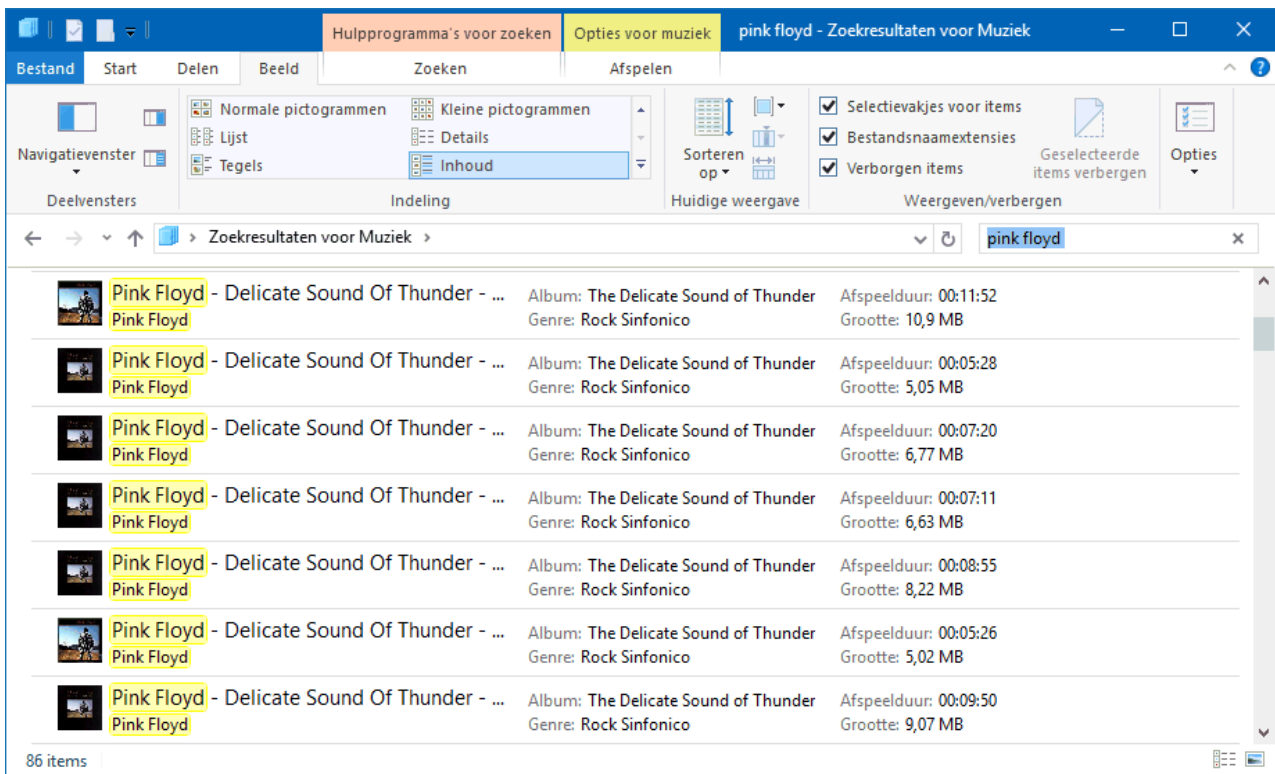 Hulpprogramma's voor zoeken Opties voor muziek pink floyd - Zoekresultaten voor Muziek
Bestand Start Delen Beeld Zoeken Afspelen
Normale pictogrammen Kleine pictogrammen
Lijst Details
Tegels Inhoud
Navigatievenster
Sorteren op
Selectievakjes voor items
Bestandsnaamextensies
Verborgen items
Geselecteerde items verbergen
Opties
Deelvensters Indeling Huidige weergave Weergeven/verbergen
Zoekresultaten voor Muziek pink floyd
Pink Floyd - Delicate Sound Of Thunder - ... Album: The Delicate Sound of Thunder Afspeelduur: 00:11:52
Pink Floyd Genre: Rock Sinfonico Grootte: 10,9 MB
Pink Floyd - Delicate Sound Of Thunder - ... Album: The Delicate Sound of Thunder Afspeelduur: 00:05:28
Pink Floyd Genre: Rock Sinfonico Grootte: 5,05 MB
Pink Floyd - Delicate Sound Of Thunder - ... Album: The Delicate Sound of Thunder Afspeelduur: 00:07:20
Pink Floyd Genre: Rock Sinfonico Grootte: 6,77 MB
Pink Floyd - Delicate Sound Of Thunder - ... Album: The Delicate Sound of Thunder Afspeelduur: 00:07:11
Pink Floyd Genre: Rock Sinfonico Grootte: 6,63 MB
Pink Floyd - Delicate Sound Of Thunder - ... Album: The Delicate Sound of Thunder Afspeelduur: 00:08:55
Pink Floyd Genre: Rock Sinfonico Grootte: 8,22 MB
Pink Floyd - Delicate Sound Of Thunder - ... Album: The Delicate Sound of Thunder Afspeelduur: 00:05:26
Pink Floyd Genre: Rock Sinfonico Grootte: 5,02 MB
Pink Floyd - Delicate Sound Of Thunder - ... Album: The Delicate Sound of Thunder Afspeelduur: 00:09:50
Pink Floyd Genre: Rock Sinfonico Grootte: 9,07 MB
86 items